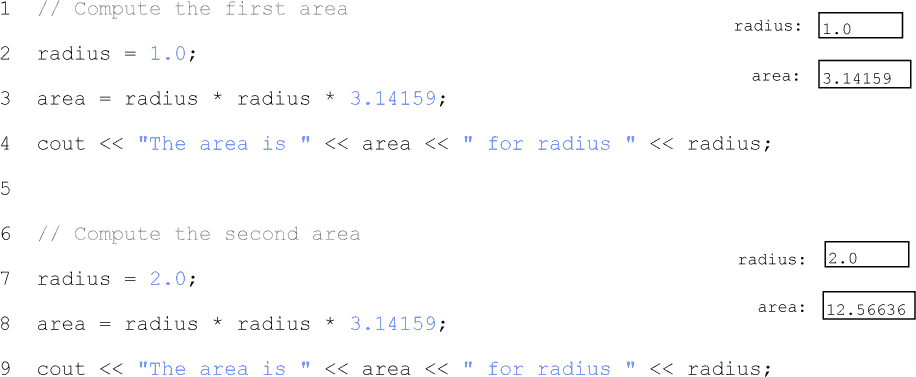 1 // Compute the first area
radius: 1.0
2 radius = 1.0;
area: 3.14159
3 area = radius * radius * 3.14159;
4 cout << "The area is " << area << " for radius " << radius;
5
6 // Compute the second area
radius: 2.0
7 radius = 2.0;
area: 12.56636
8 area = radius * radius * 3.14159;
9 cout << "The area is " << area << " for radius " << radius;